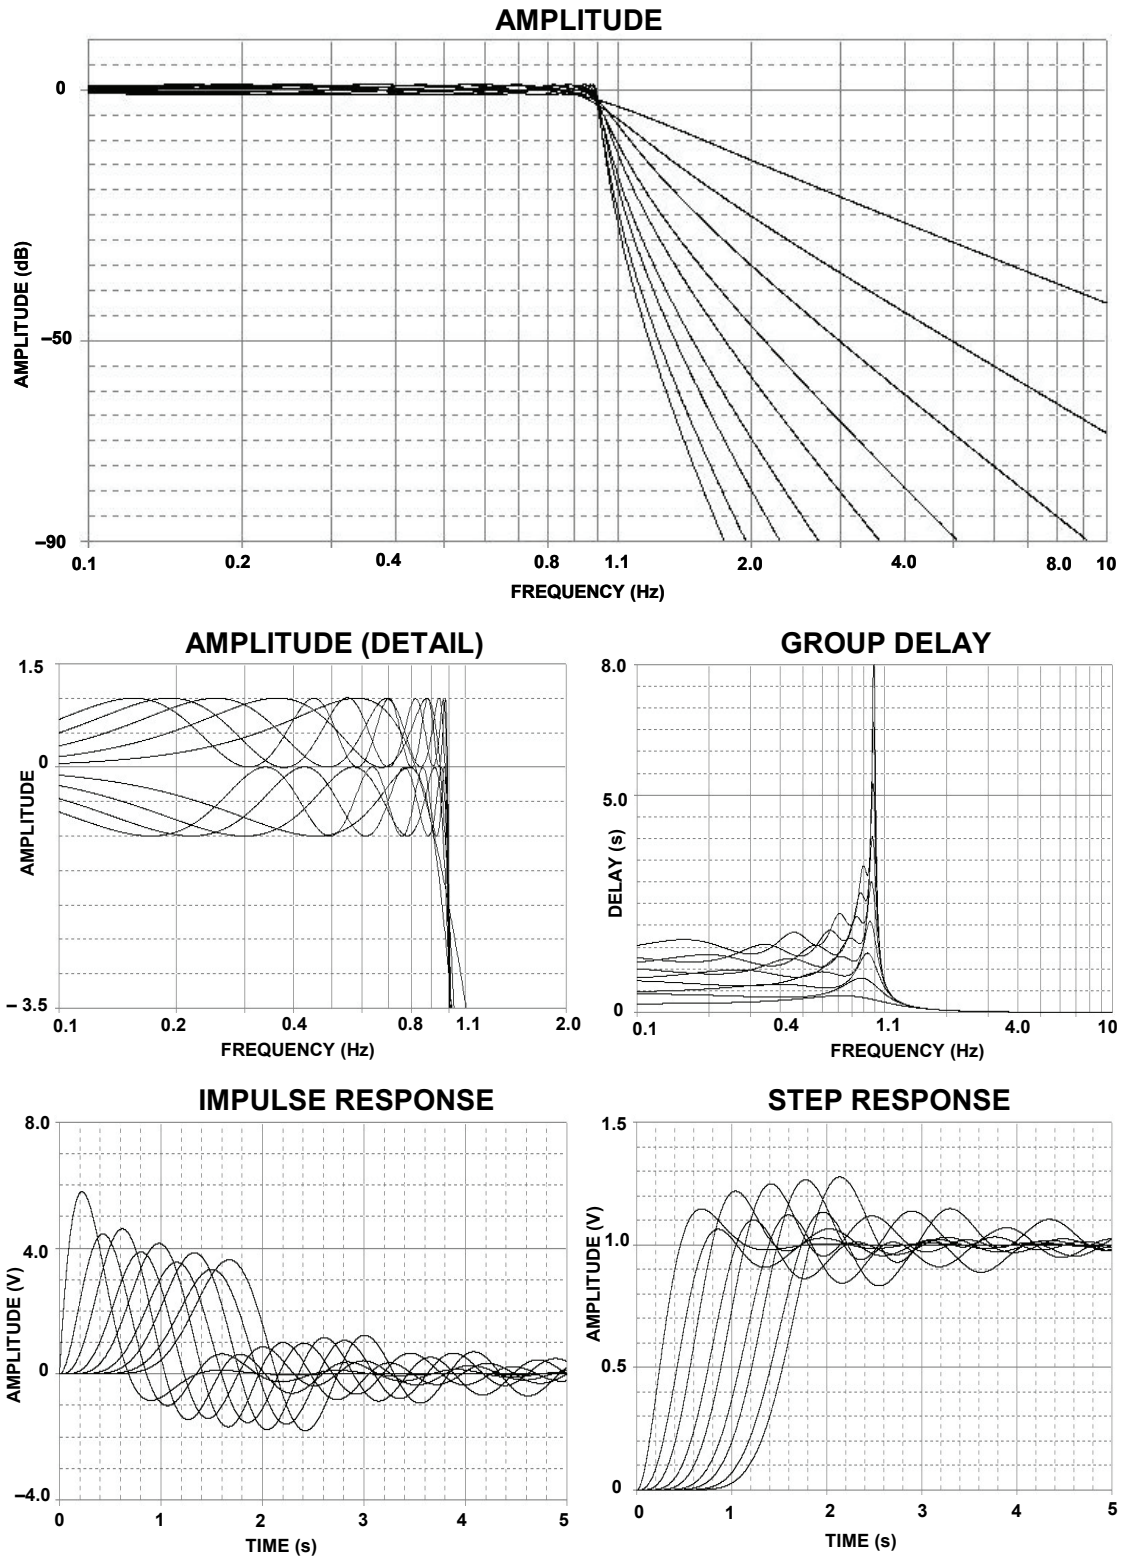 AMPLITUDE
0
–50
–90
AMPLITUDE (dB)
0.1 0.2 0.4 0.8 1.1 2.0 4.0 8.0 10
FREQUENCY (Hz)
AMPLITUDE (DETAIL)
1.5
0
–3.5
AMPLITUDE
0.1 0.2 0.4 0.8 1.1 2.0
FREQUENCY (Hz)
GROUP DELAY
8.0
5.0
0
DELAY (s)
0.1 0.4 1.1 4.0 10
FREQUENCY (Hz)
IMPULSE RESPONSE
8.0
4.0
0
–4.0
AMPLITUDE (V)
0 1 2 3 4 5
TIME (s)
STEP RESPONSE
1.5
1.0
0.5
0
AMPLITUDE (V)
0 1 2 3 4 5
TIME (s)